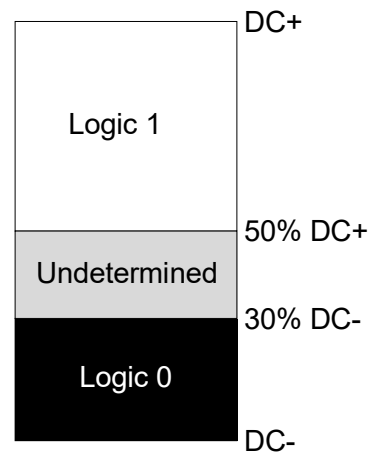 DC+
Logic 1
50% DC+
Undetermined
30% DC-
Logic 0
DC-